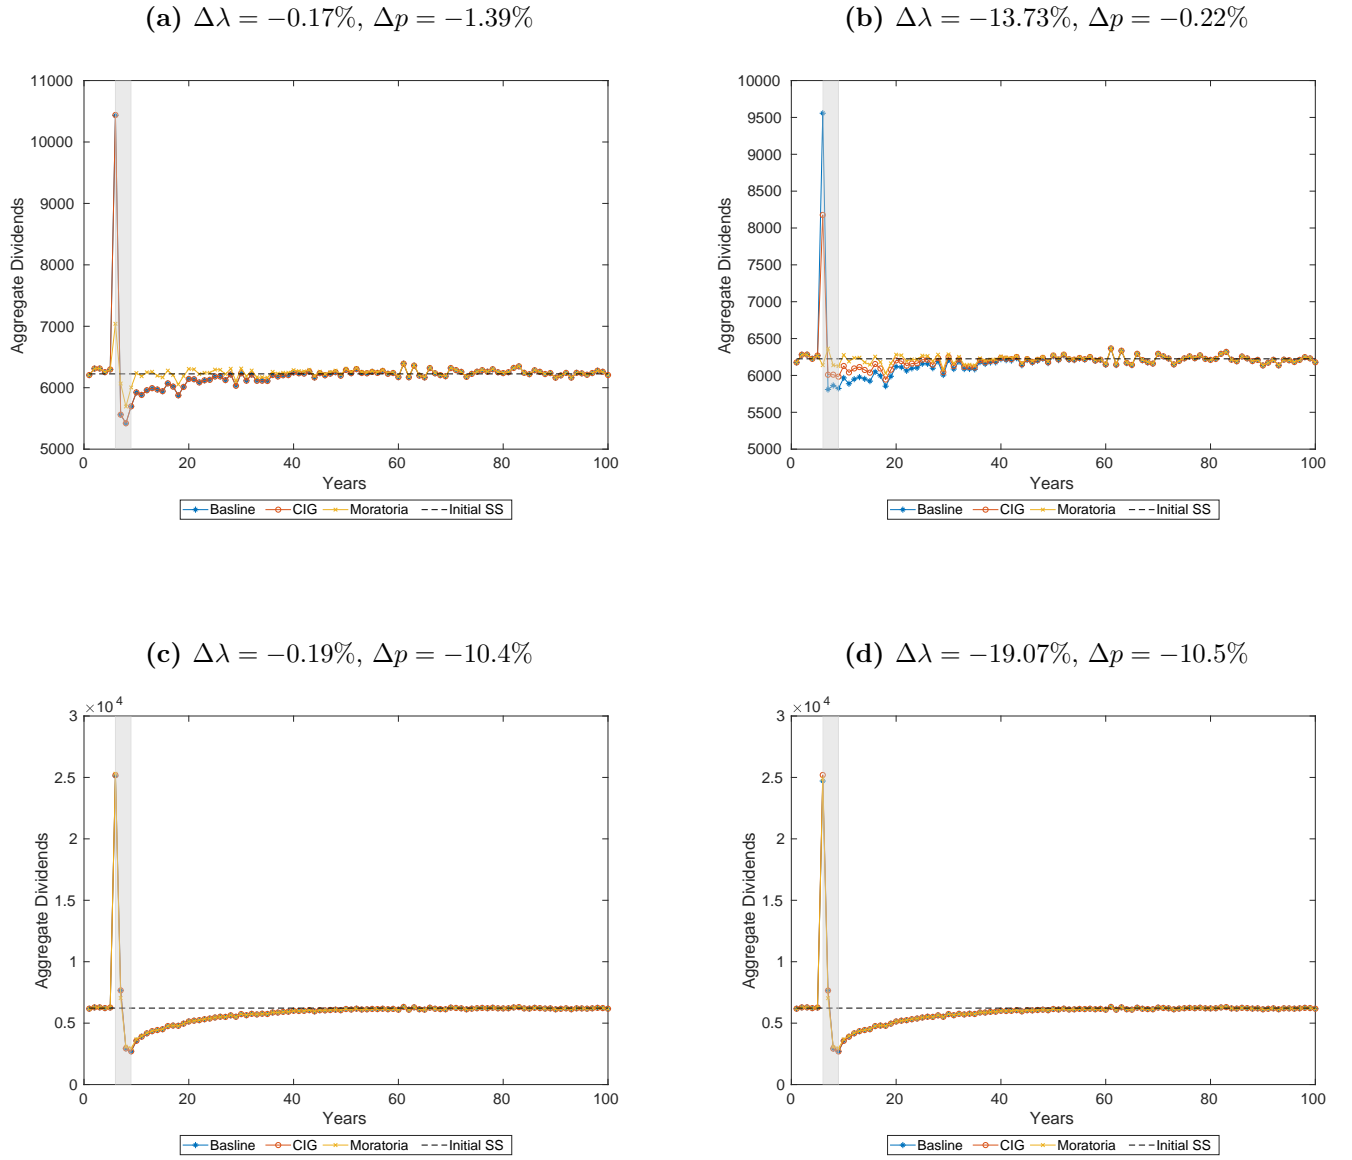 (a) Δλ = −0.17%, Δp = −1.39%
11000
10000
9000
8000
7000
6000
5000
Aggregate Dividends
0 20 40 60 80 100
Years
Basline CIG Moratoria Initial SS
(b) Δλ = −13.73%, Δp = −0.22%
10000
9500
9000
8500
8000
7500
7000
6500
6000
5500
5000
Aggregate Dividends
0 20 40 60 80 100
Years
Basline CIG Moratoria Initial SS
(c) Δλ = −0.19%, Δp = −10.4%
×10⁴
3
2.5
2
1.5
1
0.5
0
Aggregate Dividends
0 20 40 60 80 100
Years
Basline CIG Moratoria Initial SS
(d) Δλ = −19.07%, Δp = −10.5%
×10⁴
3
2.5
2
1.5
1
0.5
0
Aggregate Dividends
0 20 40 60 80 100
Years
Basline CIG Moratoria Initial SS